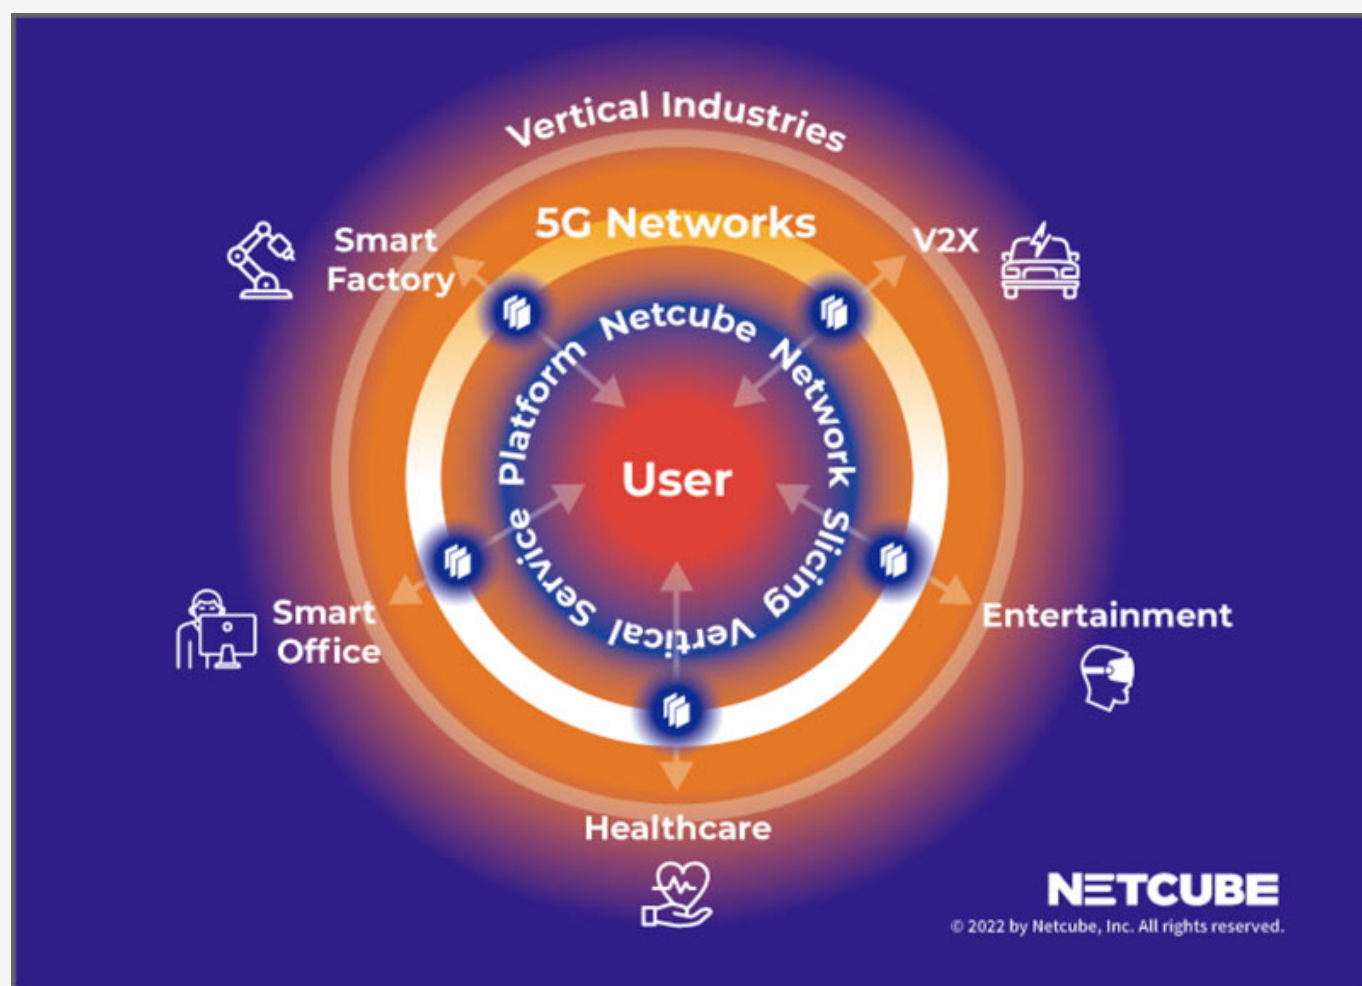 Vertical Industries
5G Networks
Smart
Factory
V2X
Netcube Network Slicing Vertical Service Platform
User
Smart
Office
Entertainment
Healthcare
NETCUBE
© 2022 by Netcube, Inc. All rights reserved.